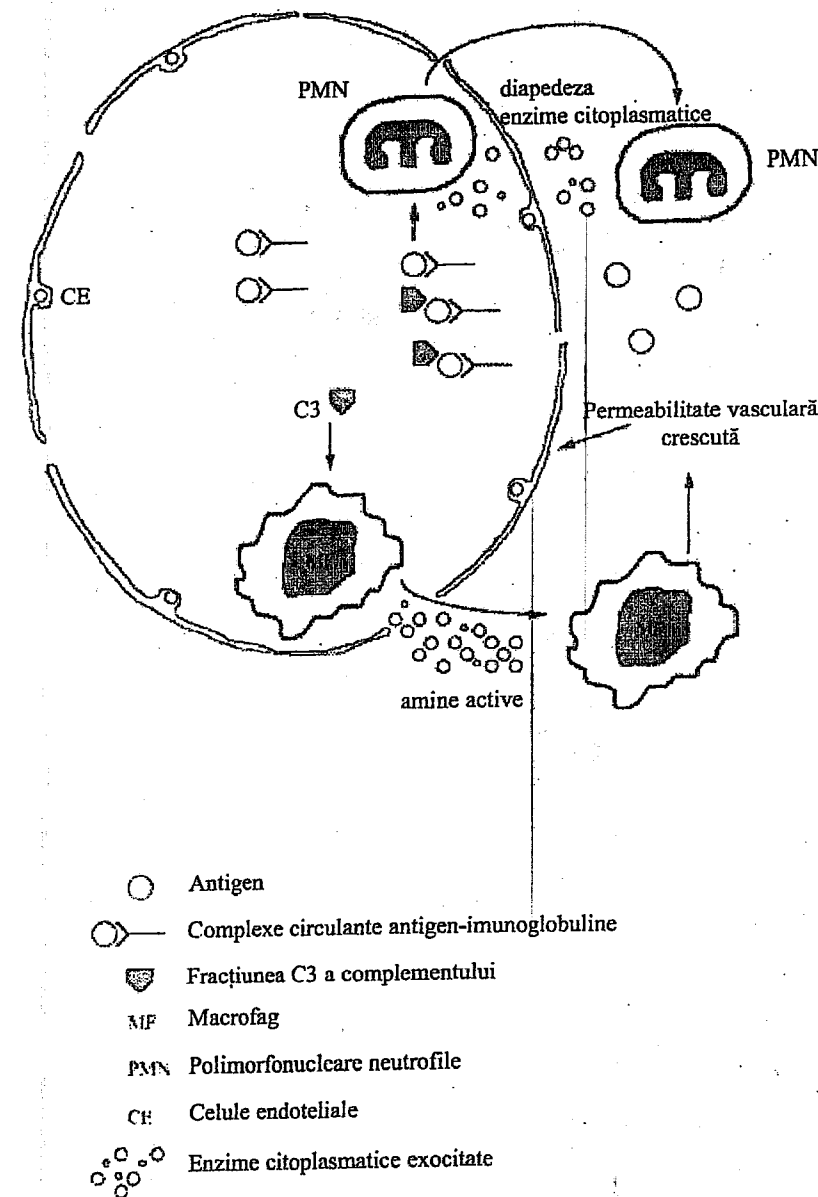 PMN
diapedeza
enzime citoplasmatice
PMN
CE
C3
Permeabilitate vasculară
crescută
amine active
Antigen
Complexe circulante antigen-imunoglobuline
Fracțiunea C3 a complementului
MF Macrofag
PMN Polimorfonucleare neutrofile
CE Celule endoteliale
Enzime citoplasmatice exocitate